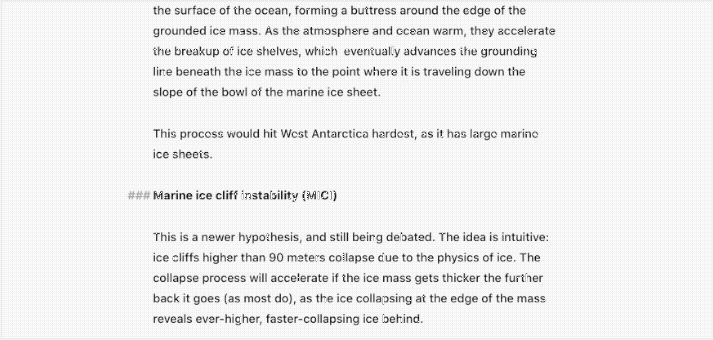 the surface of the ocean, forming a buttress around the edge of the
grounded ice mass. As the atmosphere and ocean warm, they accelerate
the breakup of ice shelves, which eventually advances the grounding
line beneath the ice mass to the point where it is traveling down the
slope of the bowl of the marine ice sheet.
This process would hit West Antarctica hardest, as it has large marine
ice sheets.
### Marine ice cliff instability (MICI)
This is a newer hypothesis, and still being debated. The idea is intuitive:
ice cliffs higher than 90 meters collapse due to the physics of ice. The
collapse process will accelerate if the ice mass gets thicker the further
back it goes (as most do), as the ice collapsing at the edge of the mass
reveals ever-higher, faster-collapsing ice behind.